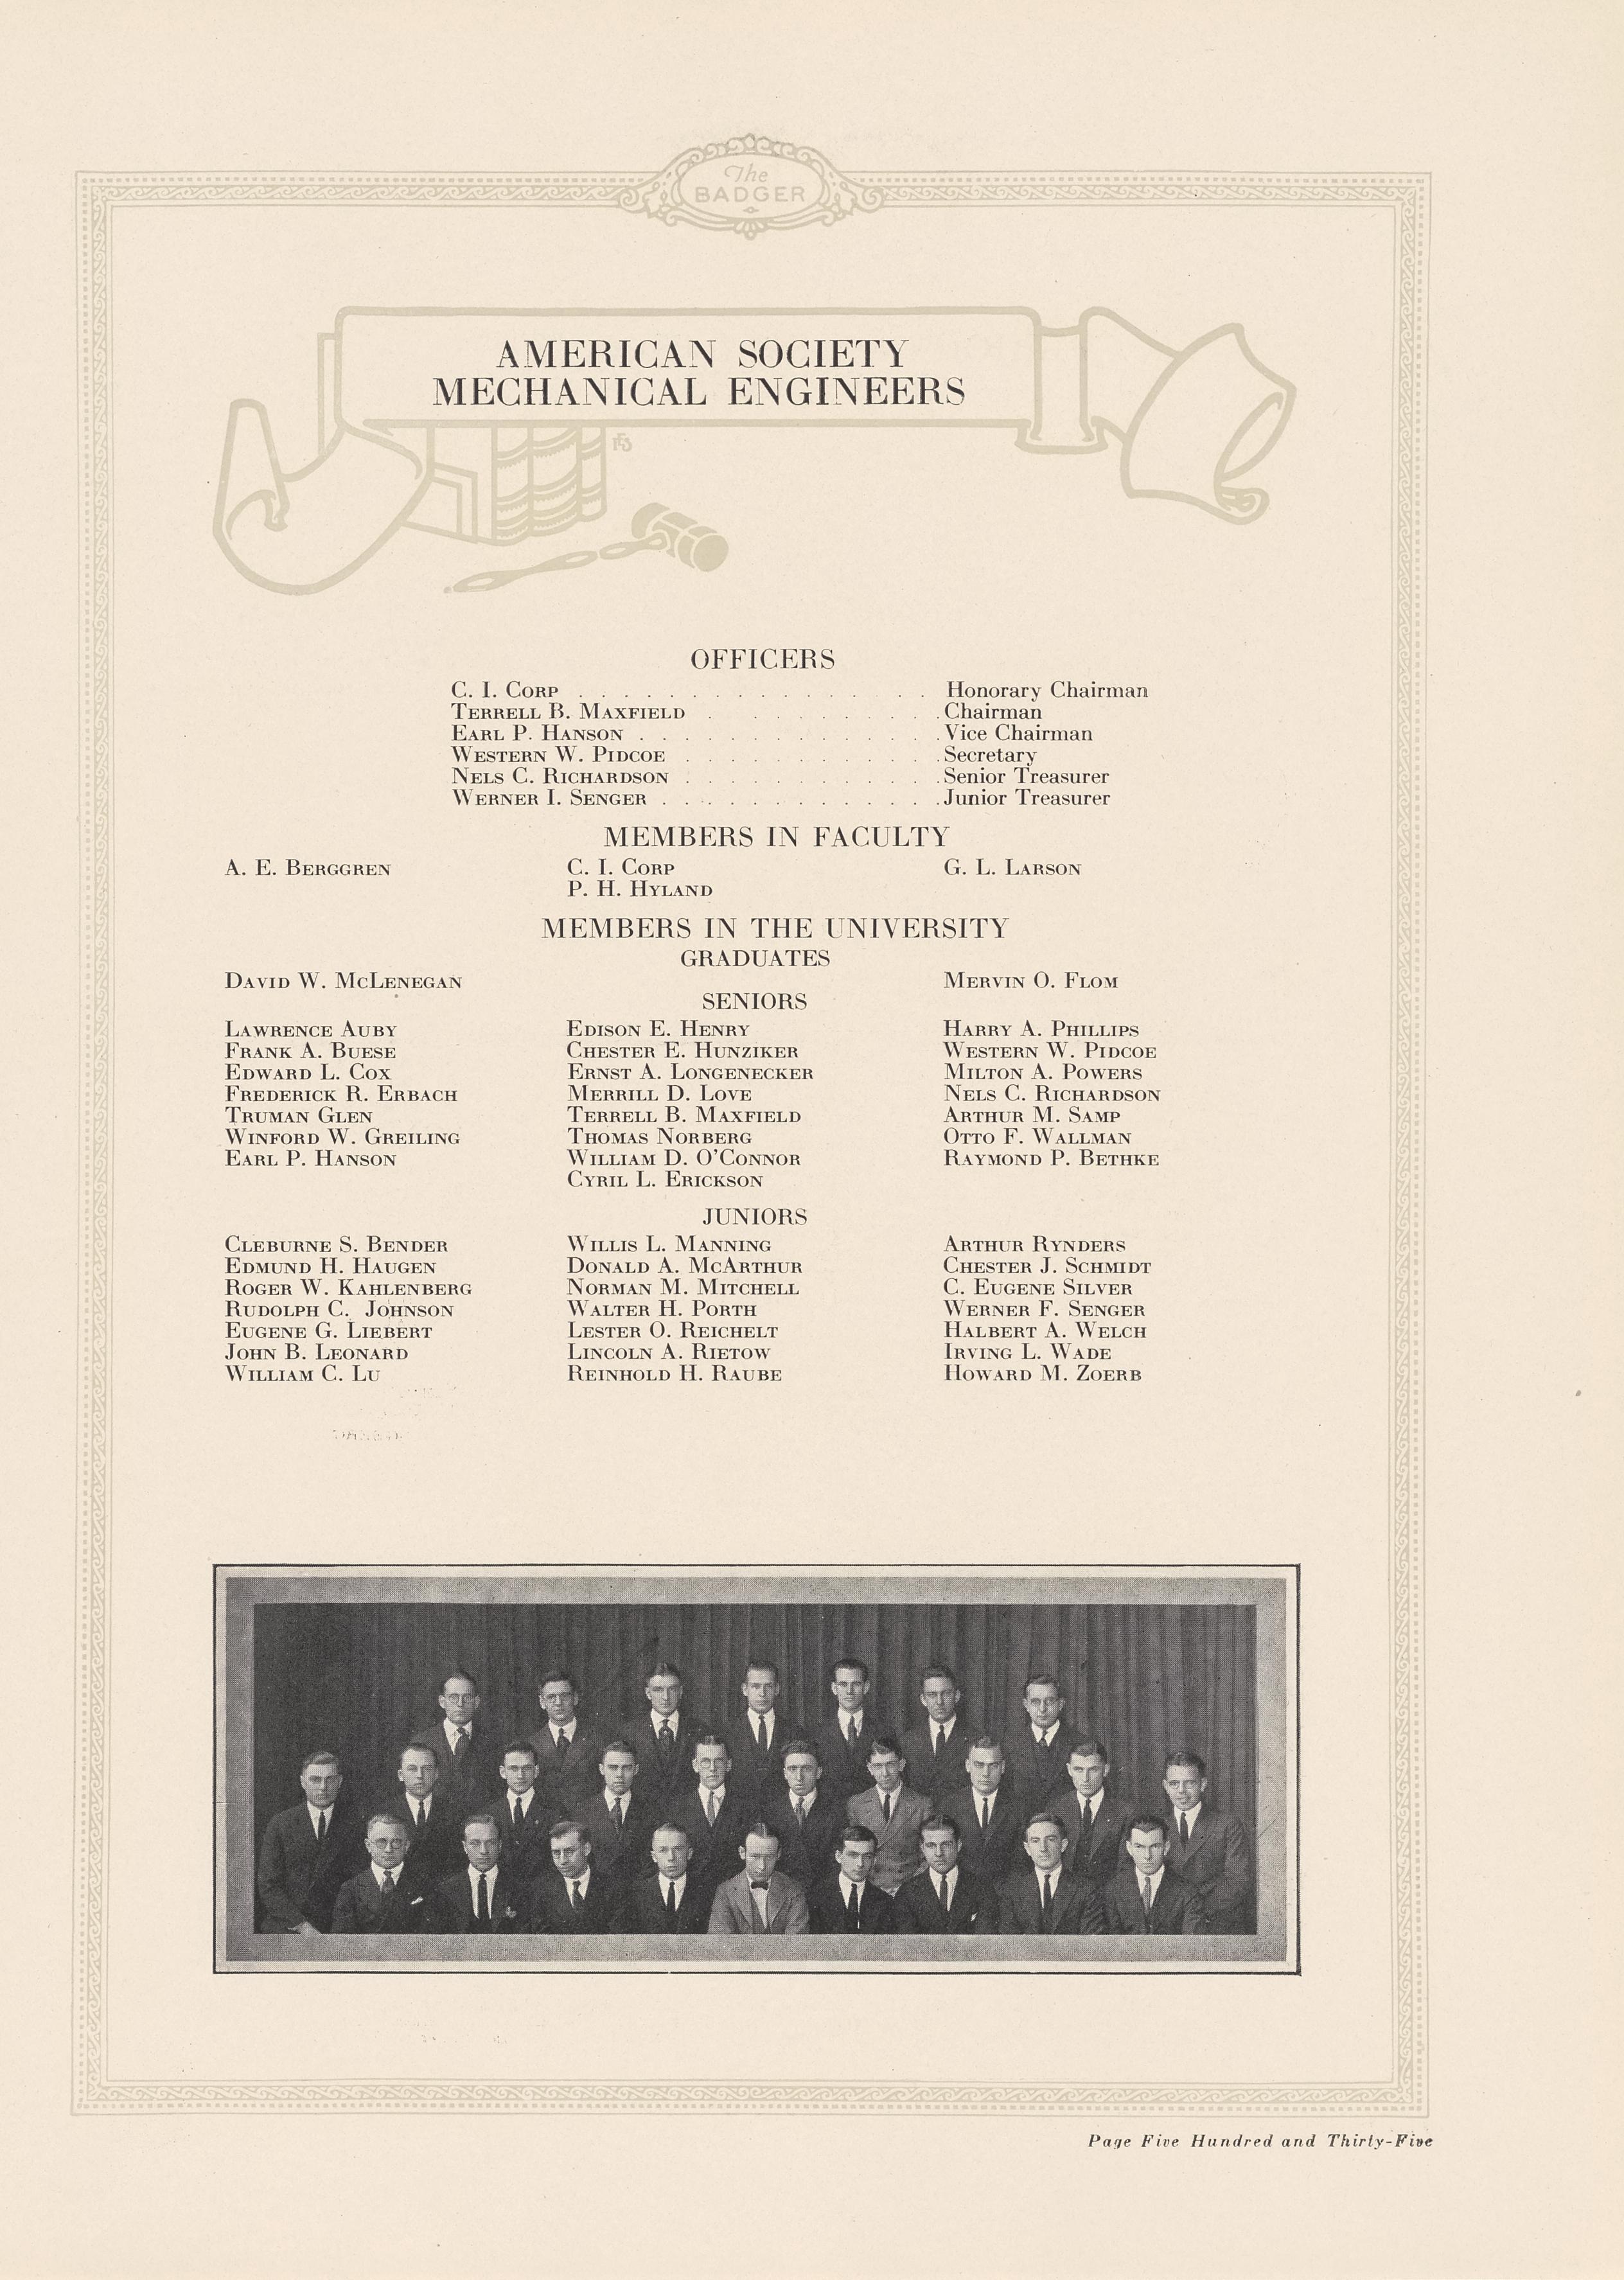 The
BADGER
AMERICAN SOCIETY
MECHANICAL ENGINEERS
OFFICERS
C. I. CORP . . . . . . . . . . . . . . . . Honorary Chairman
TERRELL B. MAXFIELD . . . . . . . . . Chairman
EARL P. HANSON . . . . . . . . . . . . . . Vice Chairman
WESTERN W. PIDCOE . . . . . . . . . . . . Secretary
NELS C. RICHARDSON . . . . . . . . . . . . Senior Treasurer
WERNER I. SENGER . . . . . . . . . . . . . Junior Treasurer
MEMBERS IN FACULTY
A. E. BERGGREN C. I. CORP G. L. LARSON
P. H. HYLAND
MEMBERS IN THE UNIVERSITY
GRADUATES
DAVID W. MCLENEGAN MERVIN O. FLOM
SENIORS
LAWRENCE AUBY EDISON E. HENRY HARRY A. PHILLIPS
FRANK A. BUESE CHESTER E. HUNZIKER WESTERN W. PIDCOE
EDWARD L. COX ERNST A. LONGENECKER MILTON A. POWERS
FREDERICK R. ERBACH MERRILL D. LOVE NELS C. RICHARDSON
TRUMAN GLEN TERRELL B. MAXFIELD ARTHUR M. SAMP
WINFORD W. GREILING THOMAS NORBERG OTTO F. WALLMAN
EARL P. HANSON WILLIAM D. O'CONNOR RAYMOND P. BETHKE
CYRIL L. ERICKSON
JUNIORS
CLEBURNE S. BENDER WILLIS L. MANNING ARTHUR RYNDERS
EDMUND H. HAUGEN DONALD A. MCARTHUR CHESTER J. SCHMIDT
ROGER W. KAHLENBERG NORMAN M. MITCHELL C. EUGENE SILVER
RUDOLPH C. JOHNSON WALTER H. PORTH WERNER F. SENGER
EUGENE G. LIEBERT LESTER O. REICHELT HALBERT A. WELCH
JOHN B. LEONARD LINCOLN A. RIETOW IRVING L. WADE
WILLIAM C. LU REINHOLD H. RAUBE HOWARD M. ZOERB
Page Five Hundred and Thirty-Five